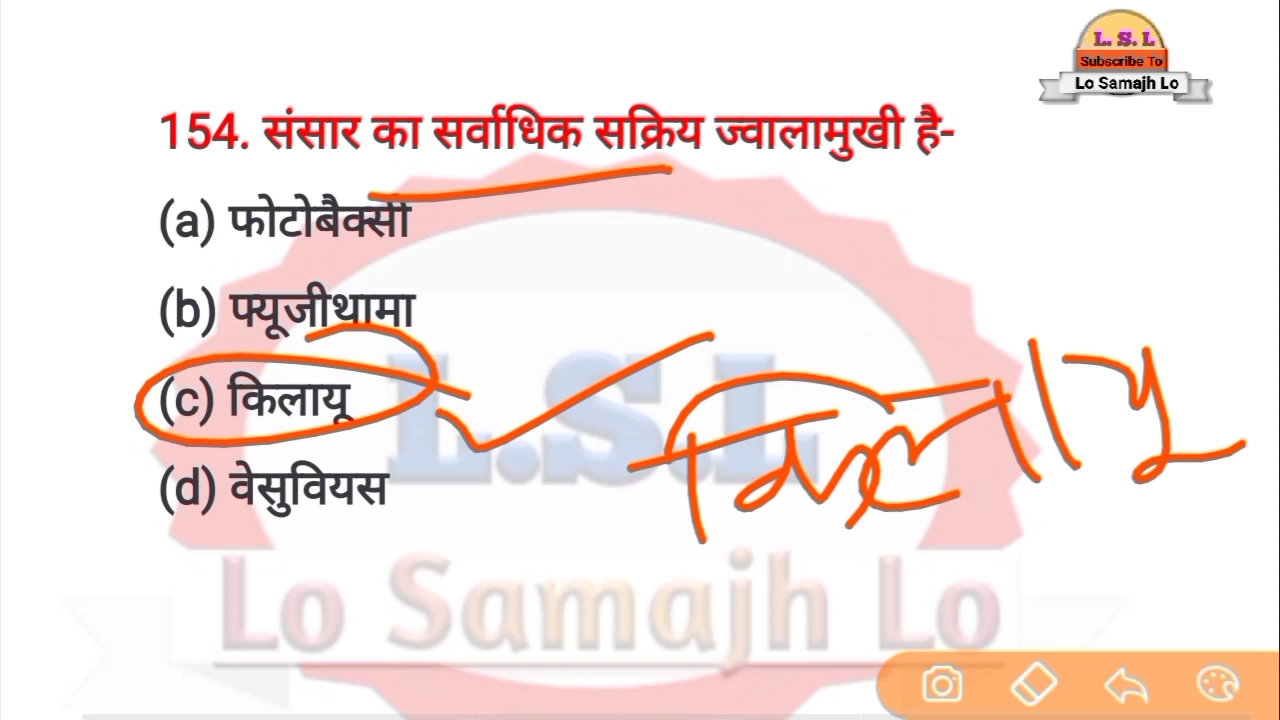 L. S. L
Subscribe To
Lo Samajh Lo
154. संसार का सर्वाधिक सक्रिय ज्वालामुखी है-
(a) फोटोबैक्सी
(b) फ्यूजीथामा
(c) किलायू
(d) वेसुवियस
किलायु
L.S.L
Lo Samajh Lo